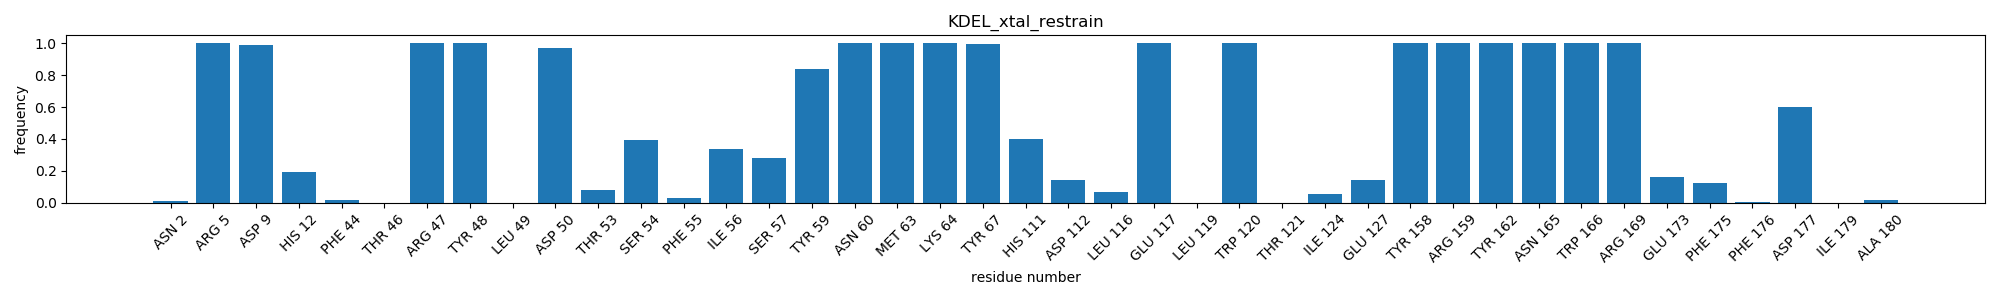 KDEL_xtal_restrain
frequency
1.0
0.8
0.6
0.4
0.2
0.0
ASN 2
ARG 5
ASP 9
HIS 12
PHE 44
THR 46
ARG 47
TYR 48
LEU 49
ASP 50
THR 53
SER 54
PHE 55
ILE 56
SER 57
TYR 59
ASN 60
MET 63
LYS 64
TYR 67
HIS 111
ASP 112
LEU 116
GLU 117
LEU 119
TRP 120
THR 121
ILE 124
GLU 127
TYR 158
ARG 159
TYR 162
ASN 165
TRP 166
ARG 169
GLU 173
PHE 175
PHE 176
ASP 177
ILE 179
ALA 180
residue number